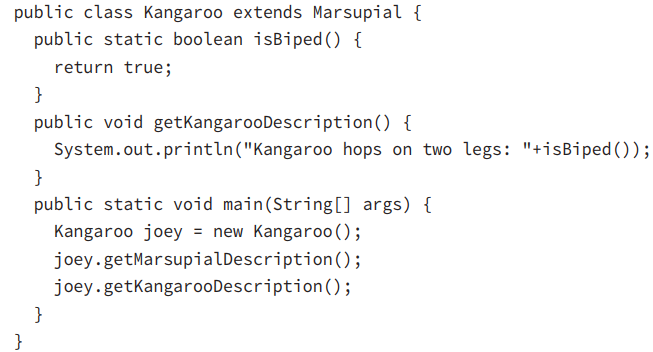 public class Kangaroo extends Marsupial {
  public static boolean isBiped() {
    return true;
  }
  public void getKangarooDescription() {
    System.out.println("Kangaroo hops on two legs: "+isBiped());
  }
  public static void main(String[] args) {
    Kangaroo joey = new Kangaroo();
    joey.getMarsupialDescription();
    joey.getKangarooDescription();
  }
}